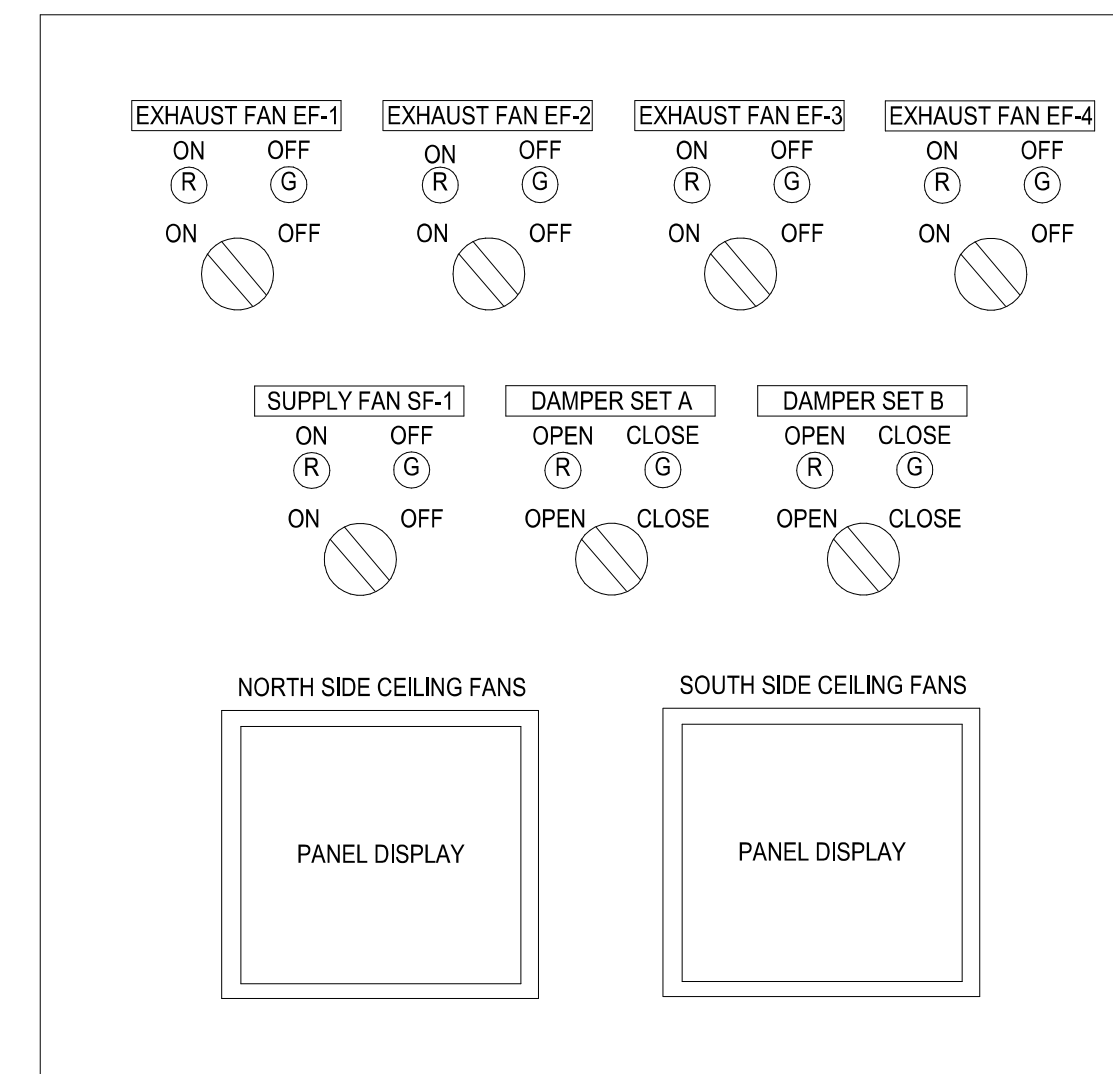 EXHAUST FAN EF-1 EXHAUST FAN EF-2 EXHAUST FAN EF-3 EXHAUST FAN EF-4
ON OFF ON OFF ON OFF ON OFF
R G R G R G R G
ON OFF ON OFF ON OFF ON OFF
SUPPLY FAN SF-1 DAMPER SET A DAMPER SET B
ON OFF OPEN CLOSE OPEN CLOSE
R G R G R G
ON OFF OPEN CLOSE OPEN CLOSE
NORTH SIDE CEILING FANS SOUTH SIDE CEILING FANS
PANEL DISPLAY PANEL DISPLAY